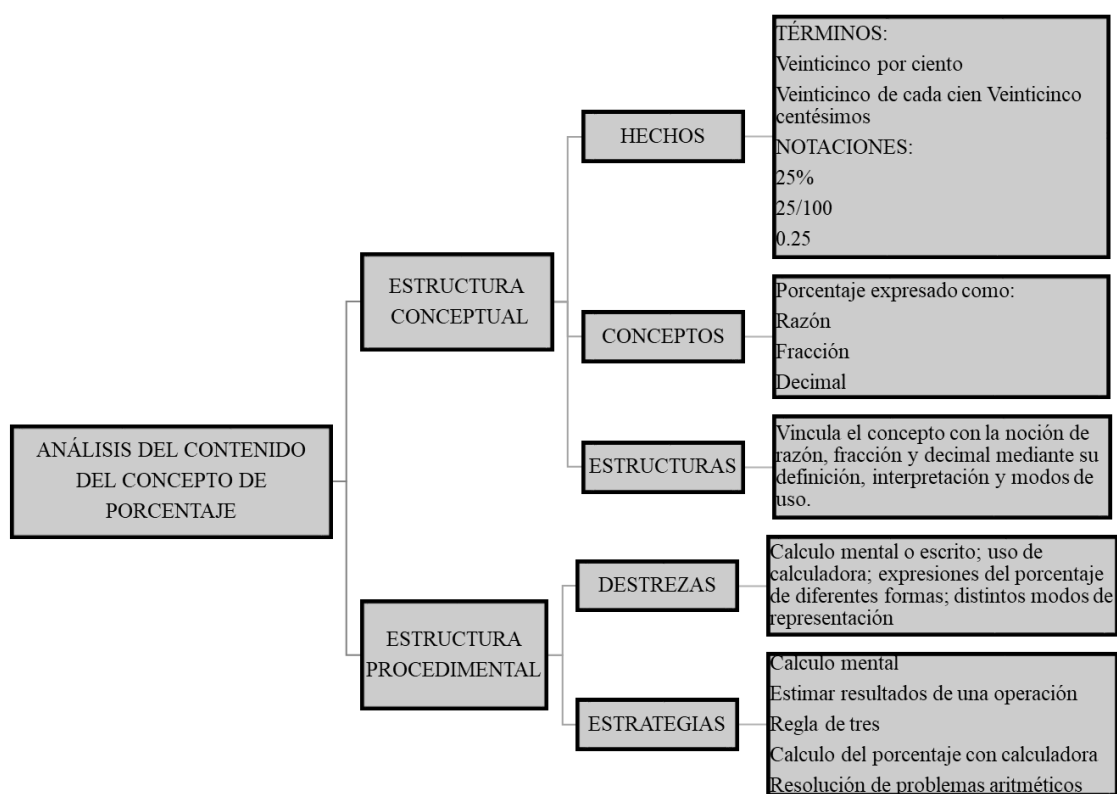 ANÁLISIS DEL CONTENIDO
DEL CONCEPTO DE
PORCENTAJE
ESTRUCTURA
CONCEPTUAL
HECHOS
TÉRMINOS:
Veinticinco por ciento
Veinticinco de cada cien Veinticinco
centésimos
NOTACIONES:
25%
25/100
0.25
CONCEPTOS
Porcentaje expresado como:
Razón
Fracción
Decimal
ESTRUCTURAS
Vincula el concepto con la noción de
razón, fracción y decimal mediante su
definición, interpretación y modos de
uso.
ESTRUCTURA
PROCEDIMENTAL
DESTREZAS
Calculo mental o escrito; uso de
calculadora; expresiones del porcentaje
de diferentes formas; distintos modos de
representación
ESTRATEGIAS
Calculo mental
Estimar resultados de una operación
Regla de tres
Calculo del porcentaje con calculadora
Resolución de problemas aritméticos